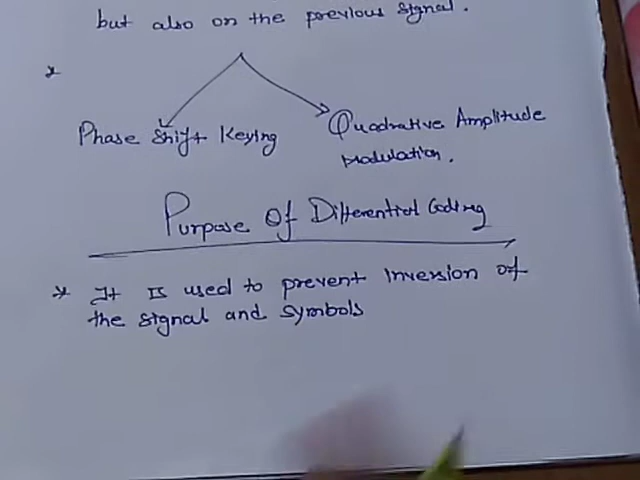 but also on the previous signal.
*
Phase Shift Keying
Quadrative Amplitude
Modulation.
Purpose Of Differential Coding
* It Is used to prevent Inversion of
the signal and symbols